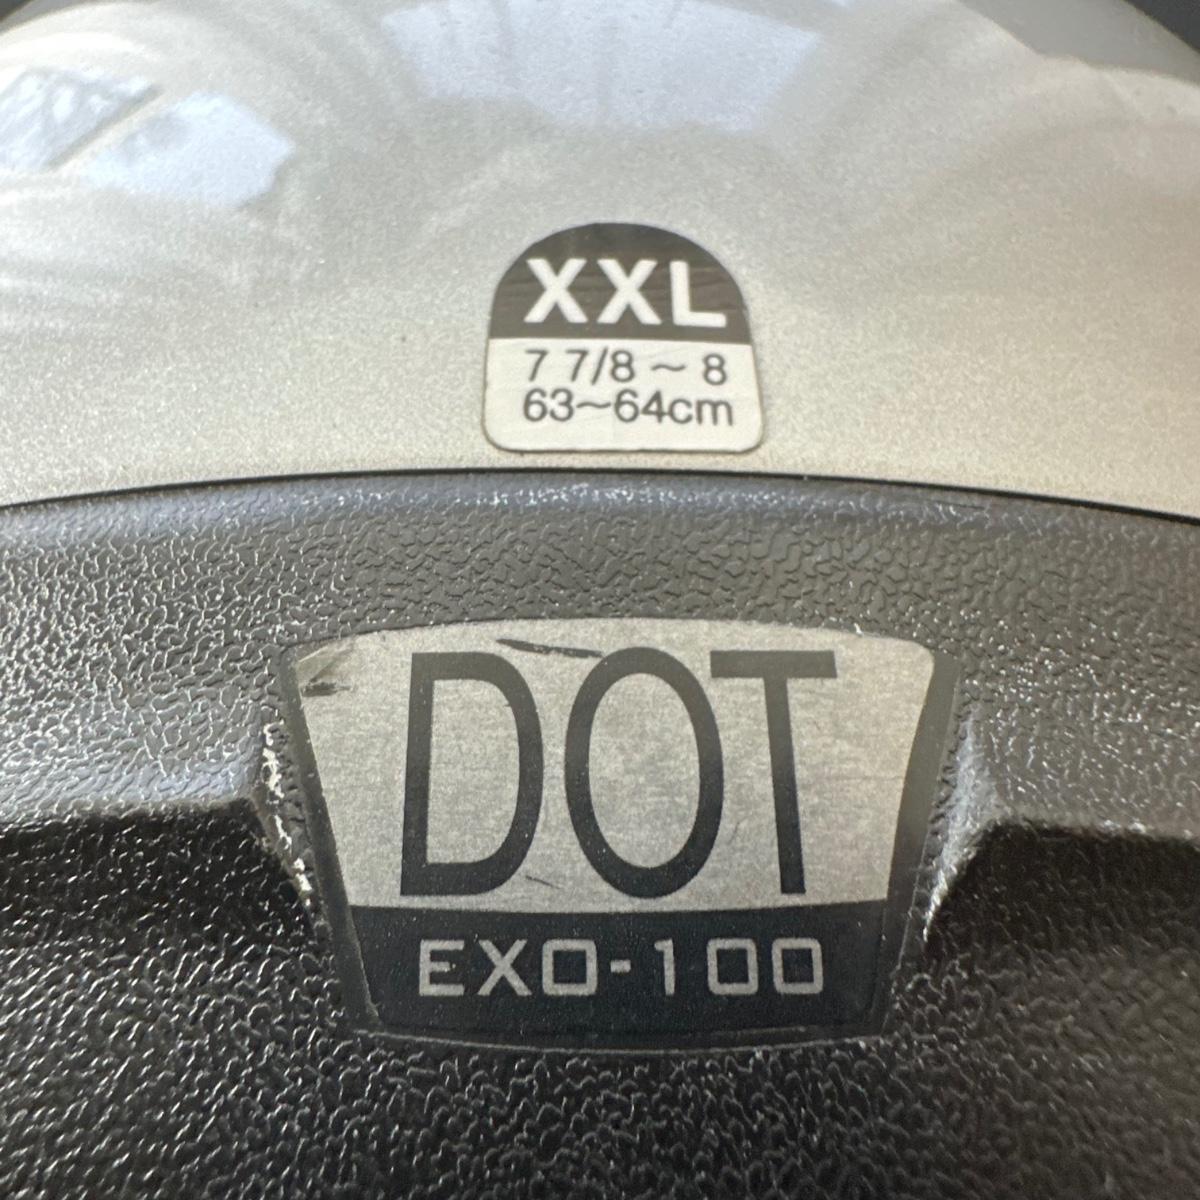 XXL
7 7/8 ~ 8
63~64cm
DOT
EXO-100